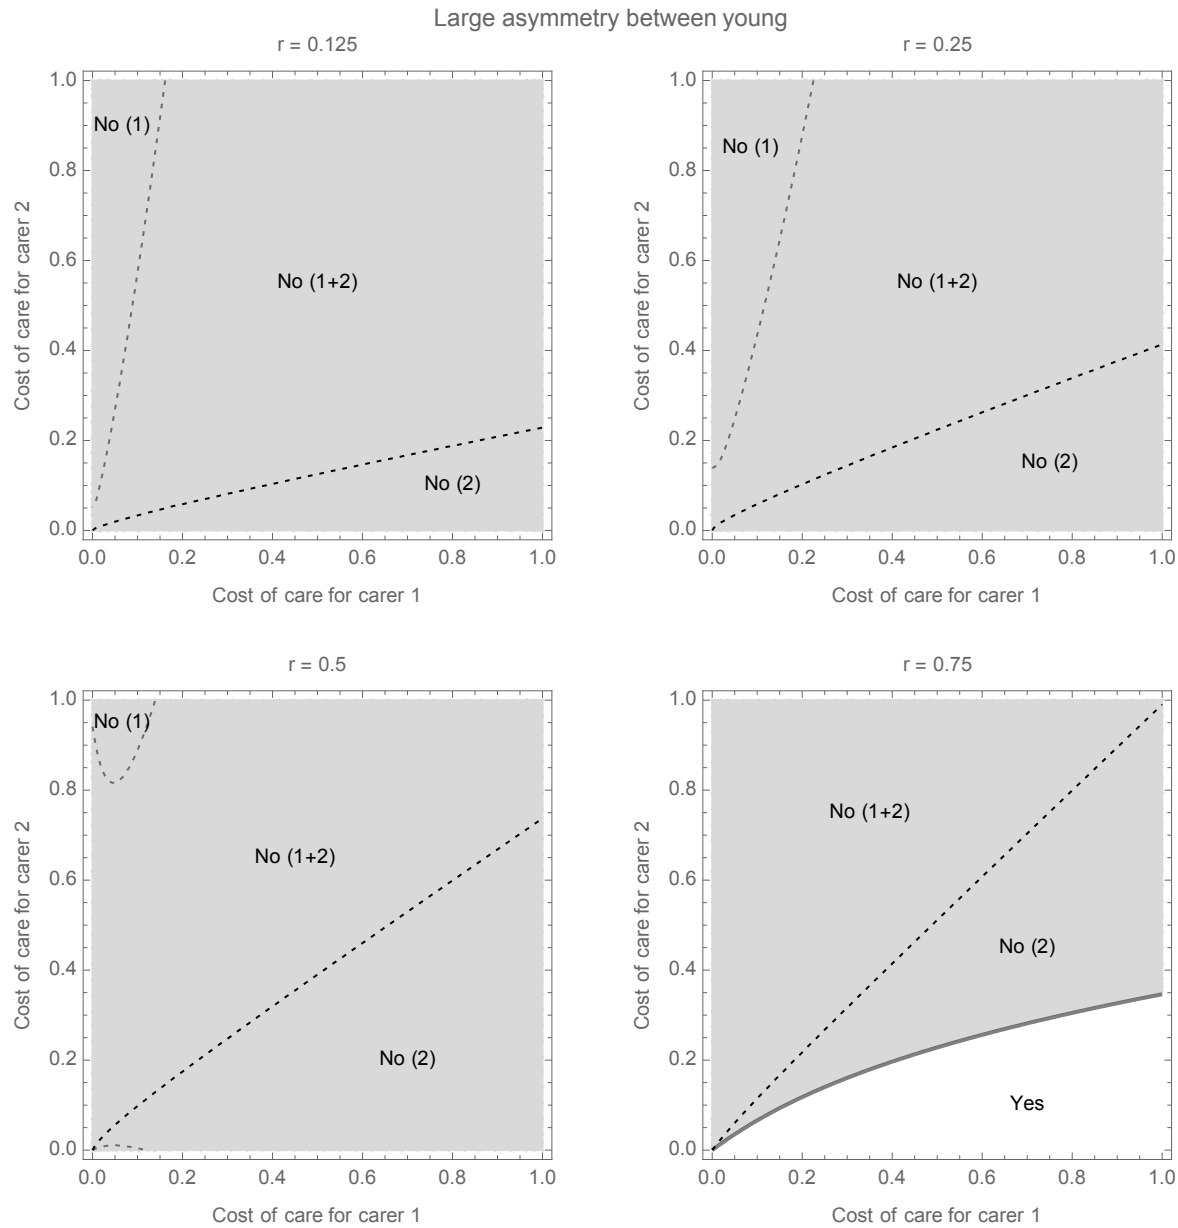 Large asymmetry between young
r = 0.125
1.0
0.8
0.6
0.4
0.2
0.0
Cost of care for carer 2
No (1)
No (1+2)
No (2)
0.0 0.2 0.4 0.6 0.8 1.0
Cost of care for carer 1
r = 0.25
1.0
0.8
0.6
0.4
0.2
0.0
Cost of care for carer 2
No (1)
No (1+2)
No (2)
0.0 0.2 0.4 0.6 0.8 1.0
Cost of care for carer 1
r = 0.5
1.0
0.8
0.6
0.4
0.2
0.0
Cost of care for carer 2
No (1)
No (1+2)
No (2)
0.0 0.2 0.4 0.6 0.8 1.0
Cost of care for carer 1
r = 0.75
1.0
0.8
0.6
0.4
0.2
0.0
Cost of care for carer 2
No (1+2)
No (2)
Yes
0.0 0.2 0.4 0.6 0.8 1.0
Cost of care for carer 1